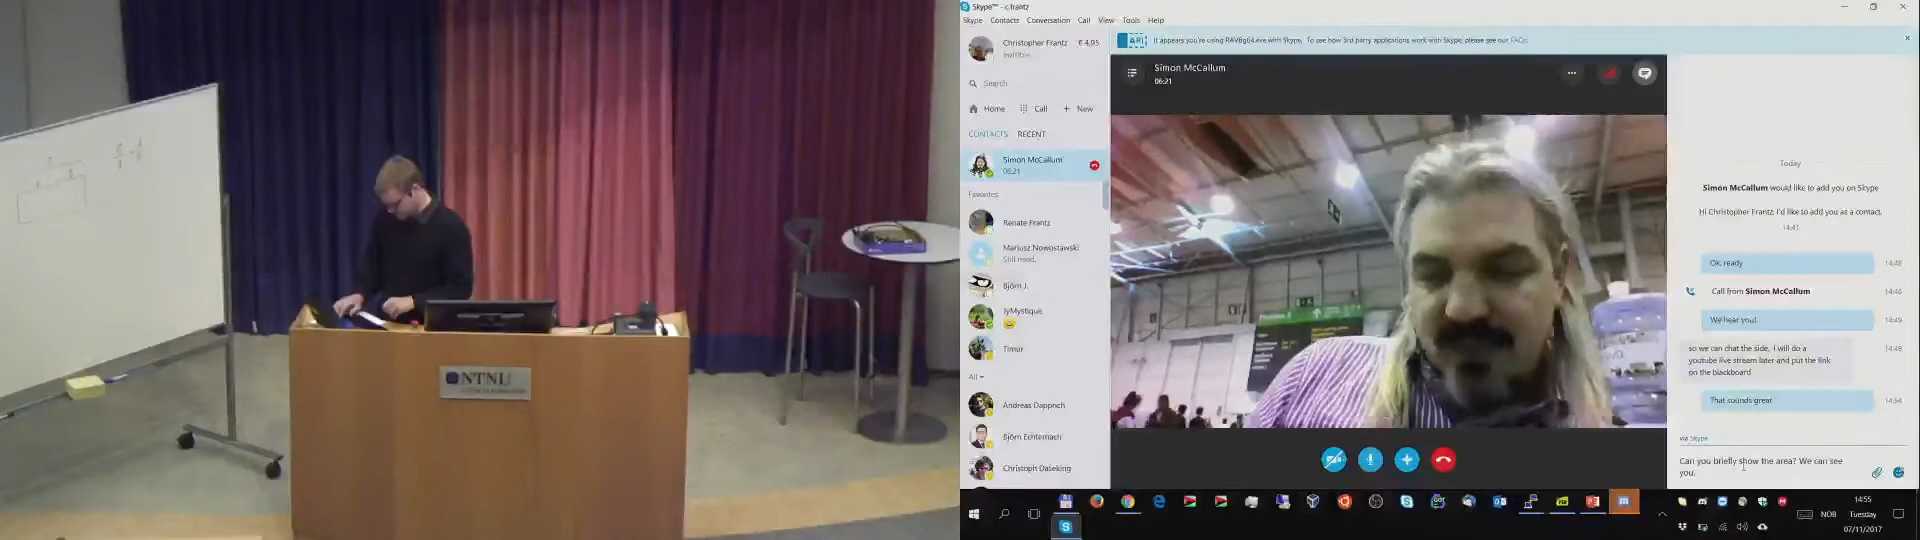 NTNU
Skype™ - c.frantz
Skype Contacts Conversation Call View Tools Help
Christopher Frantz € 4,95
Invisible
It appears you're using RAVBg64.exe with Skype. To see how 3rd party applications work with Skype, please see our FAQs.
Search
Home Call + New
CONTACTS RECENT
Simon McCallum
06:21
Favorites
Renate Frantz
Mariusz Nowostawski
Still mend.
Björn J.
IyMystique
Timur
All
Andreas Dappnch
Björn Echternach
Christoph Daseking
Simon McCallum
06:21
Today
Simon McCallum would like to add you on Skype
Hi Christopher Frantz, I'd like to add you as a contact.
14:41
Ok, ready 14:48
Call from Simon McCallum 14:48
We hear you! 14:49
so we can chat the side, i will do a 14:49
youtube live stream later and put the link
on the blackboard
That sounds great 14:54
via Skype
Can you briefly show the area? We can see
you.
NOB
14:55
Tuesday
07/11/2017